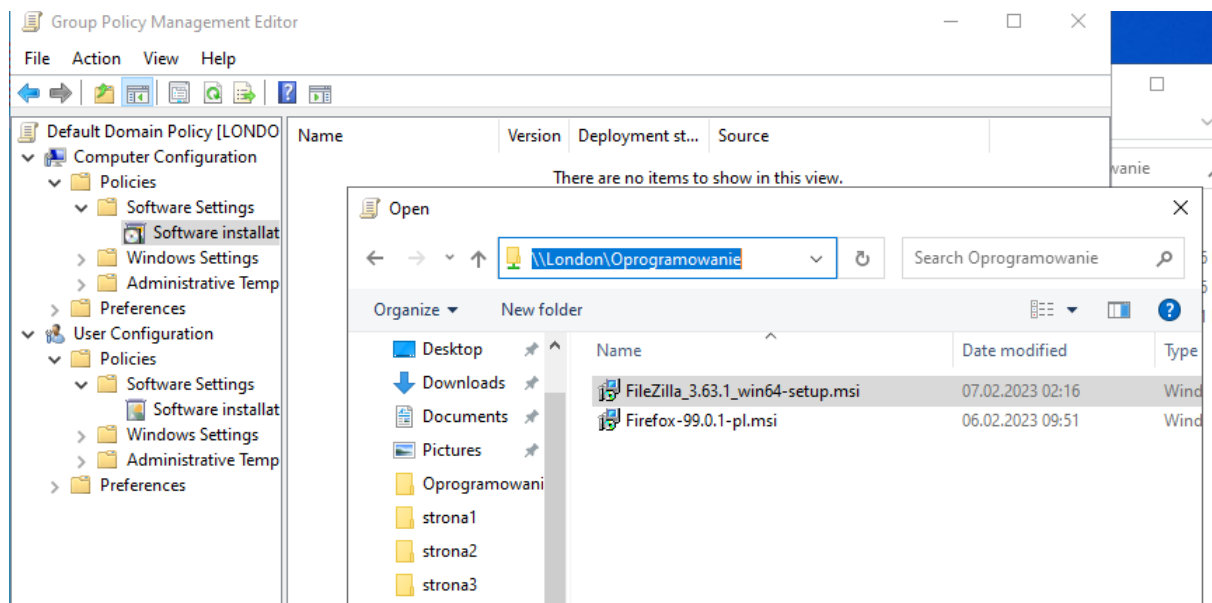 Group Policy Management Editor
File Action View Help
Default Domain Policy [LONDO
Computer Configuration
Policies
Software Settings
Software installat
Windows Settings
Administrative Temp
Preferences
User Configuration
Policies
Software Settings
Software installat
Windows Settings
Administrative Temp
Preferences
Name Version Deployment st... Source
There are no items to show in this view.
wanie
Open
\\London\Oprogramowanie
Search Oprogramowanie
Organize New folder
Desktop
Downloads
Documents
Pictures
Oprogramowani
strona1
strona2
strona3
Name Date modified Type
FileZilla_3.63.1_win64-setup.msi 07.02.2023 02:16 Wind
Firefox-99.0.1-pl.msi 06.02.2023 09:51 Wind